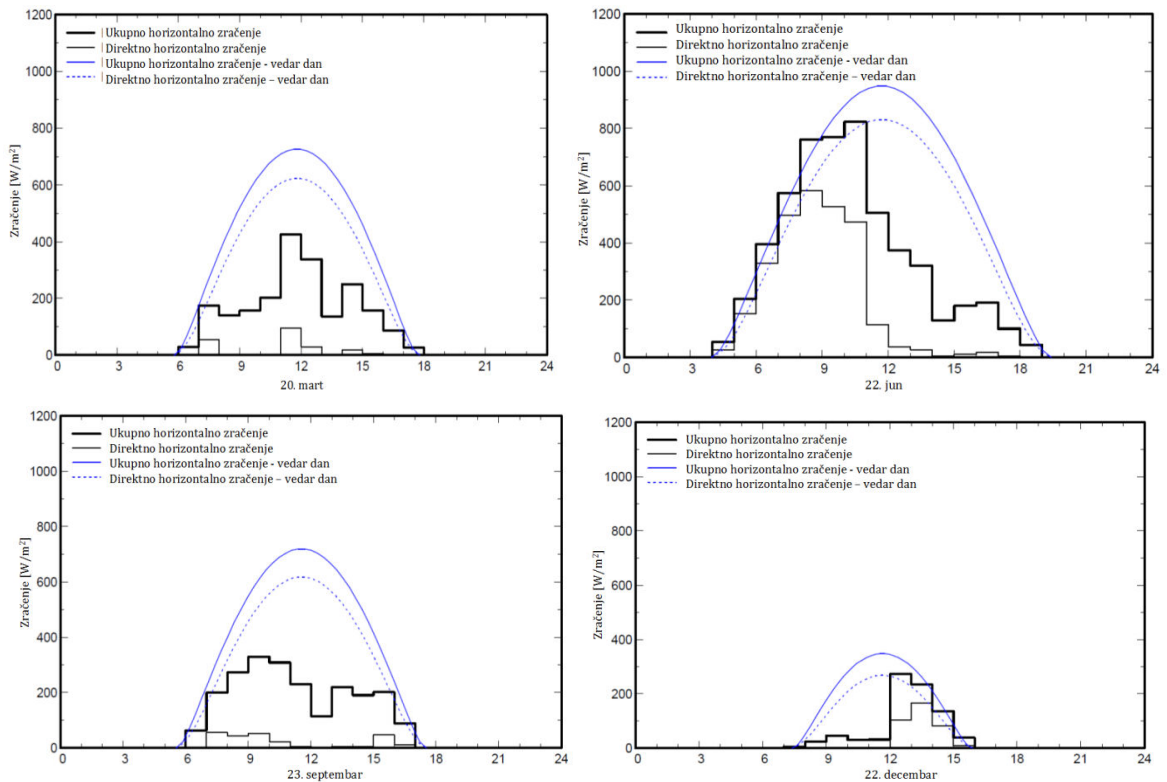 1200
1000
800
600
400
200
0
Zračenje [W/m²]
Ukupno horizontalno zračenje
Direktno horizontalno zračenje
Ukupno horizontalno zračenje - vedar dan
Direktno horizontalno zračenje – vedar dan
0 3 6 9 12 15 18 21 24
20. mart
1200
1000
800
600
400
200
0
Zračenje [W/m²]
Ukupno horizontalno zračenje
Direktno horizontalno zračenje
Ukupno horizontalno zračenje - vedar dan
Direktno horizontalno zračenje – vedar dan
0 3 6 9 12 15 18 21 24
22. jun
1200
1000
800
600
400
200
0
Zračenje [W/m²]
Ukupno horizontalno zračenje
Direktno horizontalno zračenje
Ukupno horizontalno zračenje - vedar dan
Direktno horizontalno zračenje – vedar dan
0 3 6 9 12 15 18 21 24
23. septembar
1200
1000
800
600
400
200
0
Zračenje [W/m²]
Ukupno horizontalno zračenje
Direktno horizontalno zračenje
Ukupno horizontalno zračenje - vedar dan
Direktno horizontalno zračenje – vedar dan
0 3 6 9 12 15 18 21 24
22. decembar